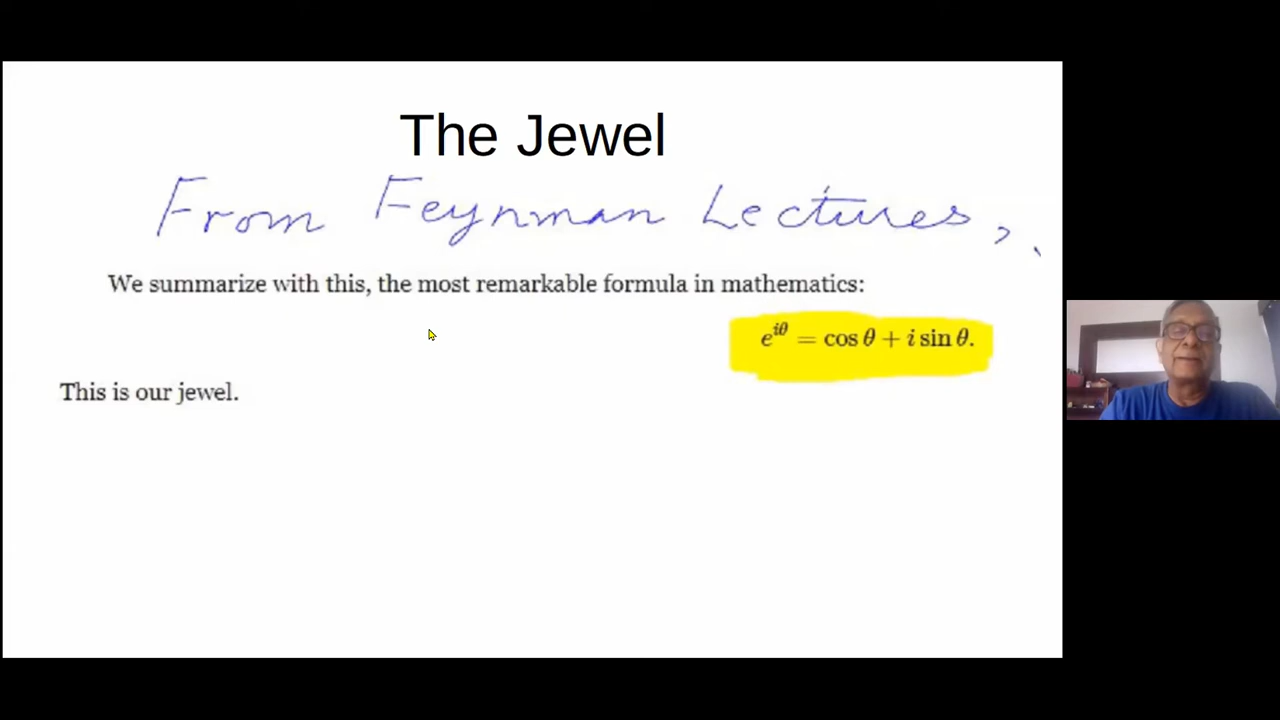 The Jewel
From Feynman Lectures,
We summarize with this, the most remarkable formula in mathematics:
e^{iθ} = cos θ + i sin θ.
This is our jewel.